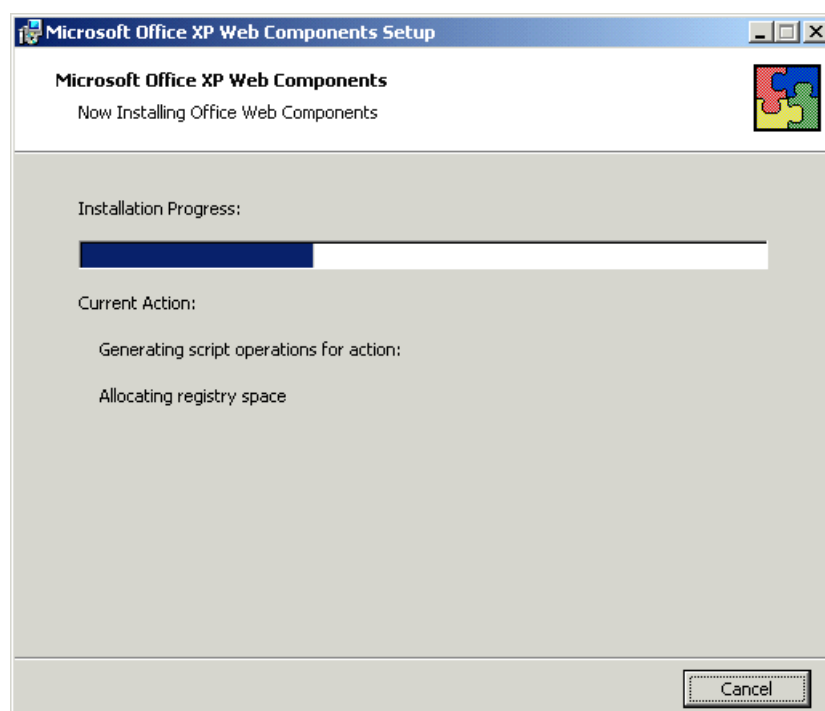 Microsoft Office XP Web Components Setup
Microsoft Office XP Web Components
Now Installing Office Web Components
Installation Progress:
Current Action:
Generating script operations for action:
Allocating registry space
Cancel